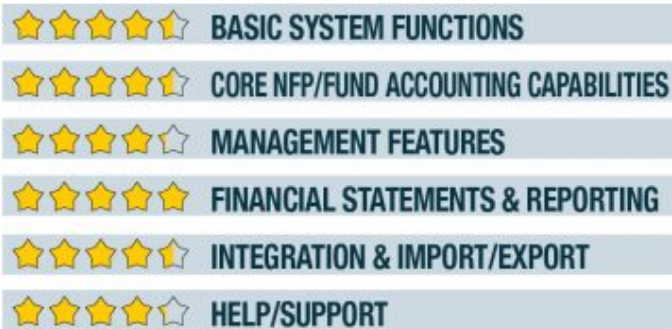 BASIC SYSTEM FUNCTIONS
CORE NFP/FUND ACCOUNTING CAPABILITIES
MANAGEMENT FEATURES
FINANCIAL STATEMENTS & REPORTING
INTEGRATION & IMPORT/EXPORT
HELP/SUPPORT